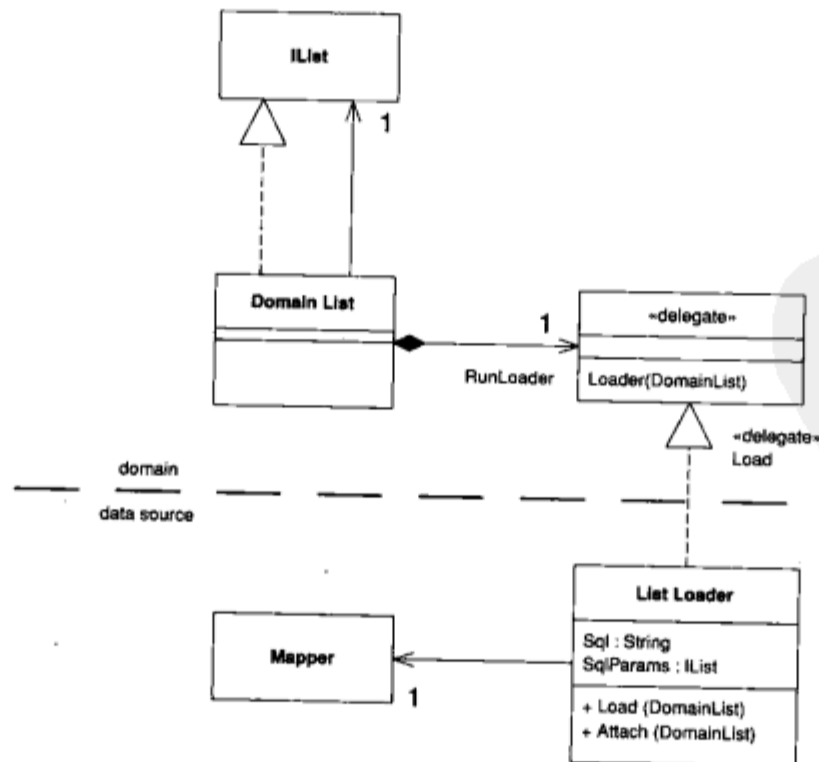 IList
1
Domain List
1
«delegate»
RunLoader
Loader(DomainList)
«delegate»
Load
domain
data source
List Loader
Sql : String
SqlParams : IList
Mapper
1
+ Load (DomainList)
+ Attach (DomainList)